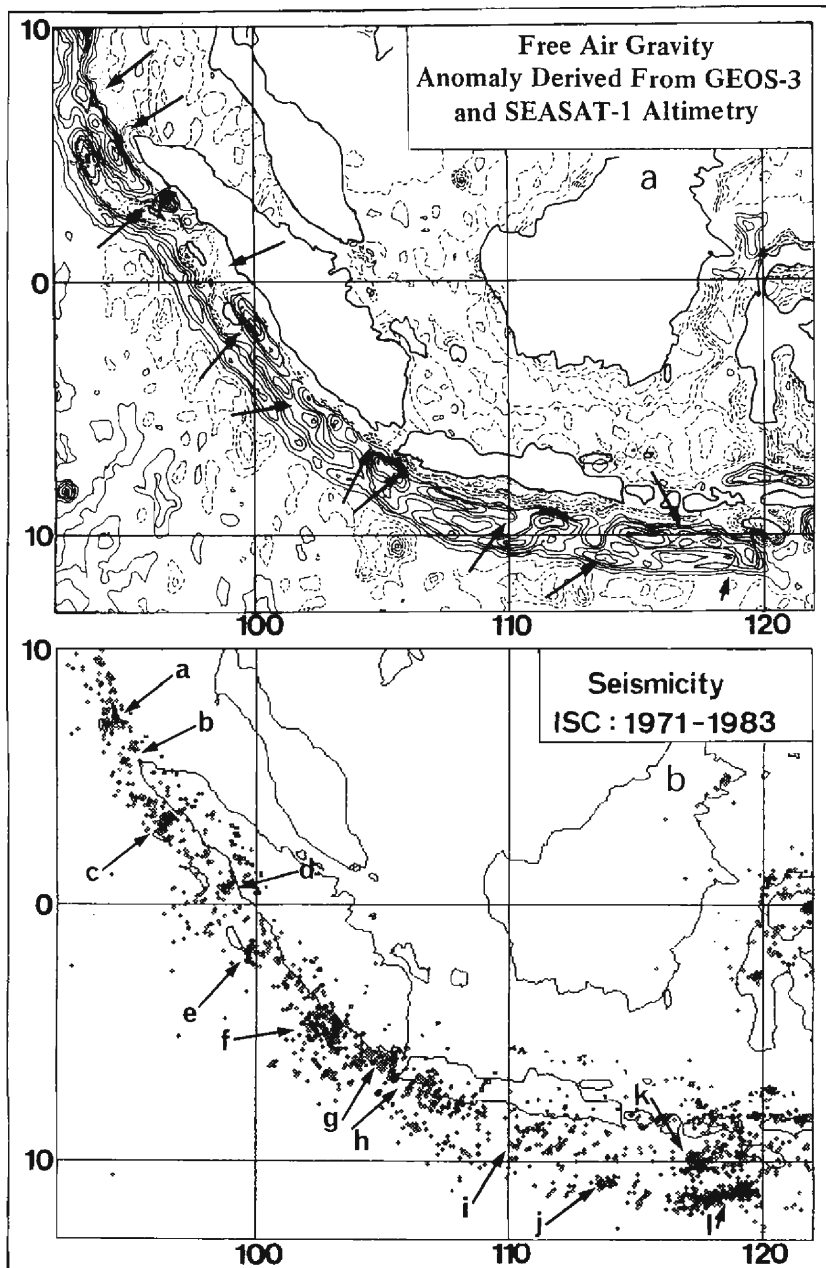 10
Free Air Gravity
Anomaly Derived From GEOS-3
and SEASAT-1 Altimetry
a
0
10
100
110
120
10
Seismicity
ISC : 1971-1983
a
b
b
c
d
0
e
f
g
h
k
10
i
j
l
100
110
120